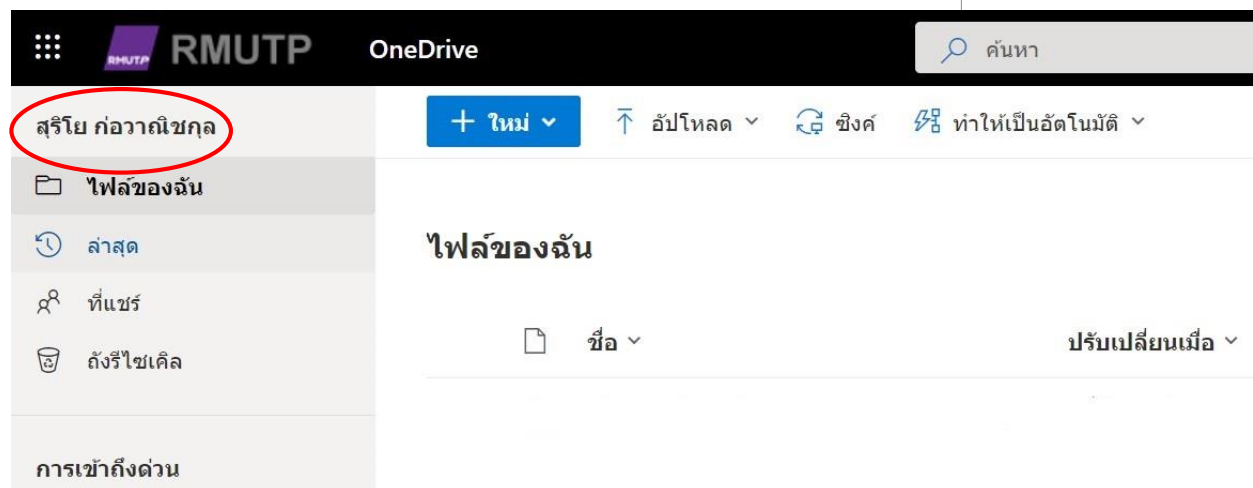 RMUTP RMUTP OneDrive ค้นหา
สุริโย ก่อวาณิชกุล
ใหม่ อัปโหลด ซิงค์ ทำให้เป็นอัตโนมัติ
ไฟล์ของฉัน
ล่าสุด
ที่แชร์
ถังรีไซเคิล
การเข้าถึงด่วน
ไฟล์ของฉัน
ชื่อ ปรับเปลี่ยนเมื่อ